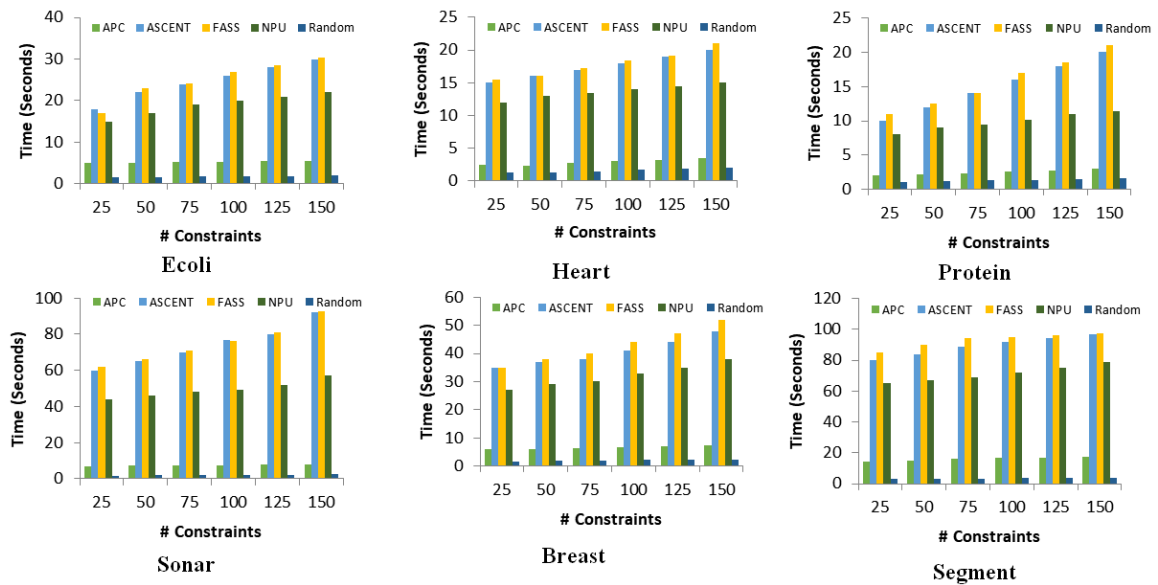 40
30
20
10
0
Time (Seconds)
APC ASCENT FASS NPU Random
25 50 75 100 125 150
# Constraints
Ecoli
25
20
15
10
5
0
Time (Seconds)
APC ASCENT FASS NPU Random
25 50 75 100 125 150
# Constraints
Heart
25
20
15
10
5
0
Time (Seconds)
APC ASCENT FASS NPU Random
25 50 75 100 125 150
# Constraints
Protein
100
80
60
40
20
0
Time (Seconds)
APC ASCENT FASS NPU Random
25 50 75 100 125 150
# Constraints
Sonar
60
50
40
30
20
10
0
Time (Seconds)
APC ASCENT FASS NPU Random
25 50 75 100 125 150
# Constraints
Breast
120
100
80
60
40
20
0
Time (Seconds)
APC ASCENT FASS NPU Random
25 50 75 100 125 150
# Constraints
Segment